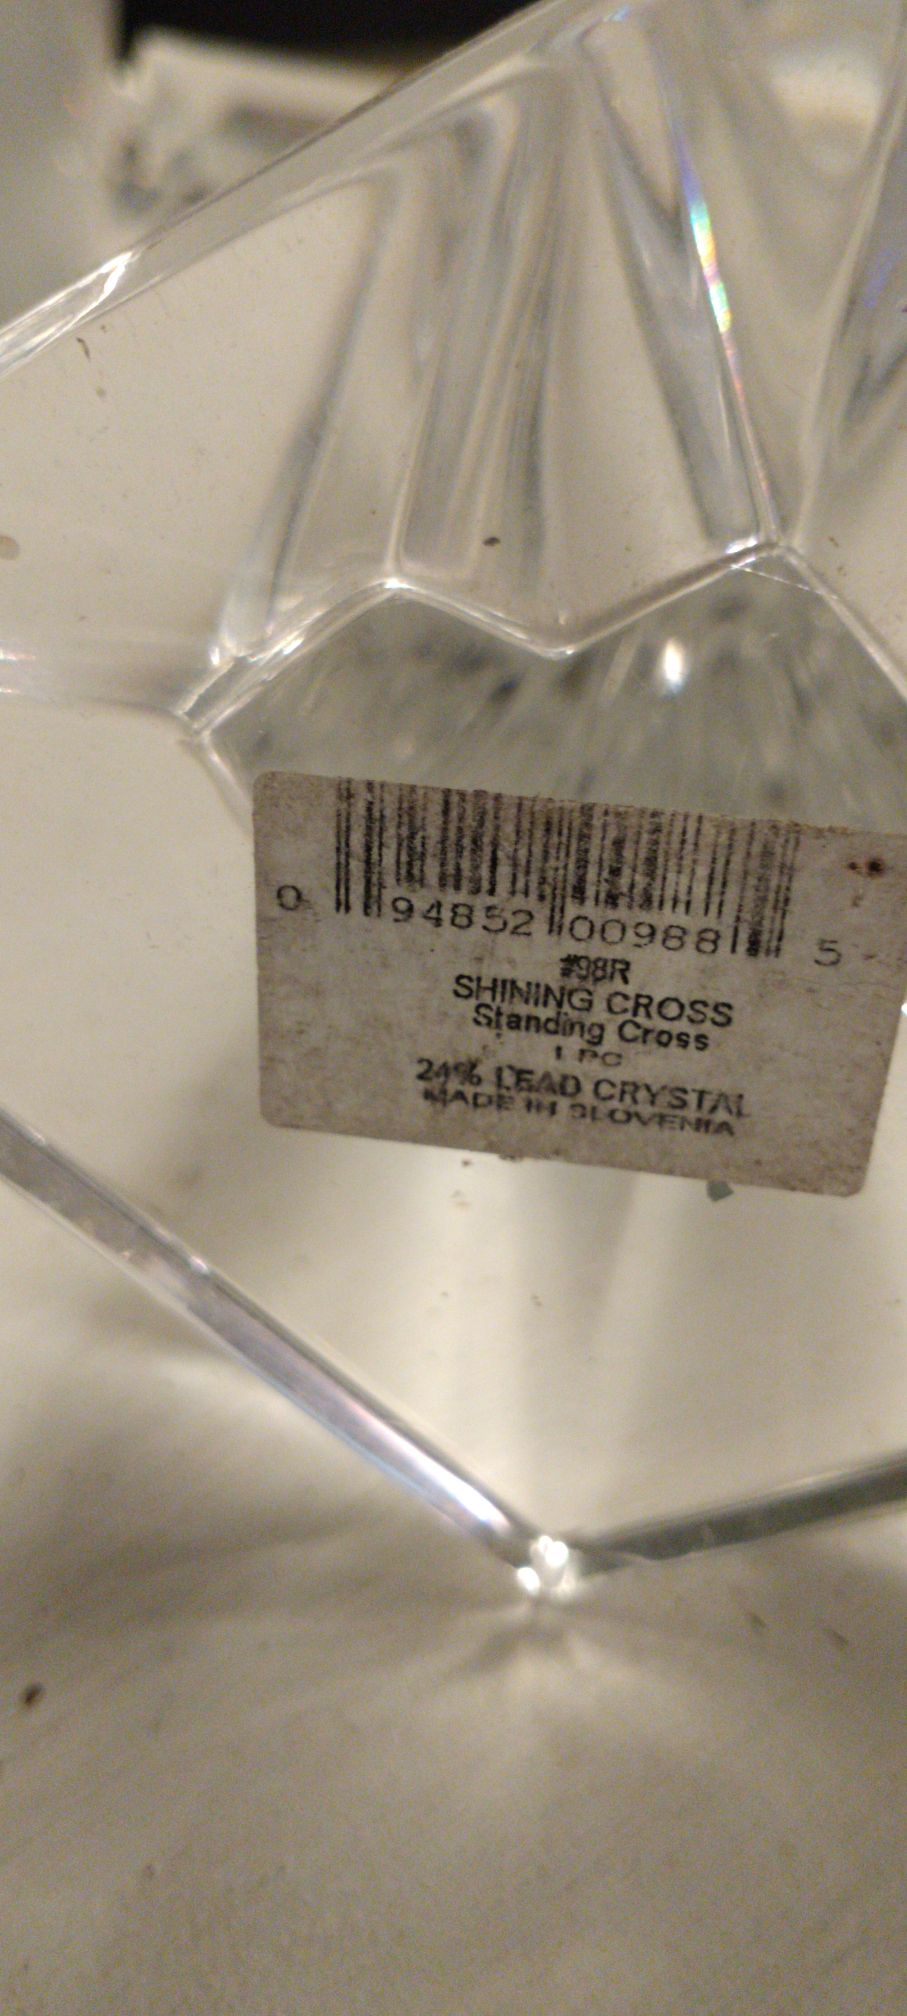 0 94852 00988 5
#98R
SHINING CROSS
Standing Cross
1 PC
24% LEAD CRYSTAL
MADE IN SLOVENIA